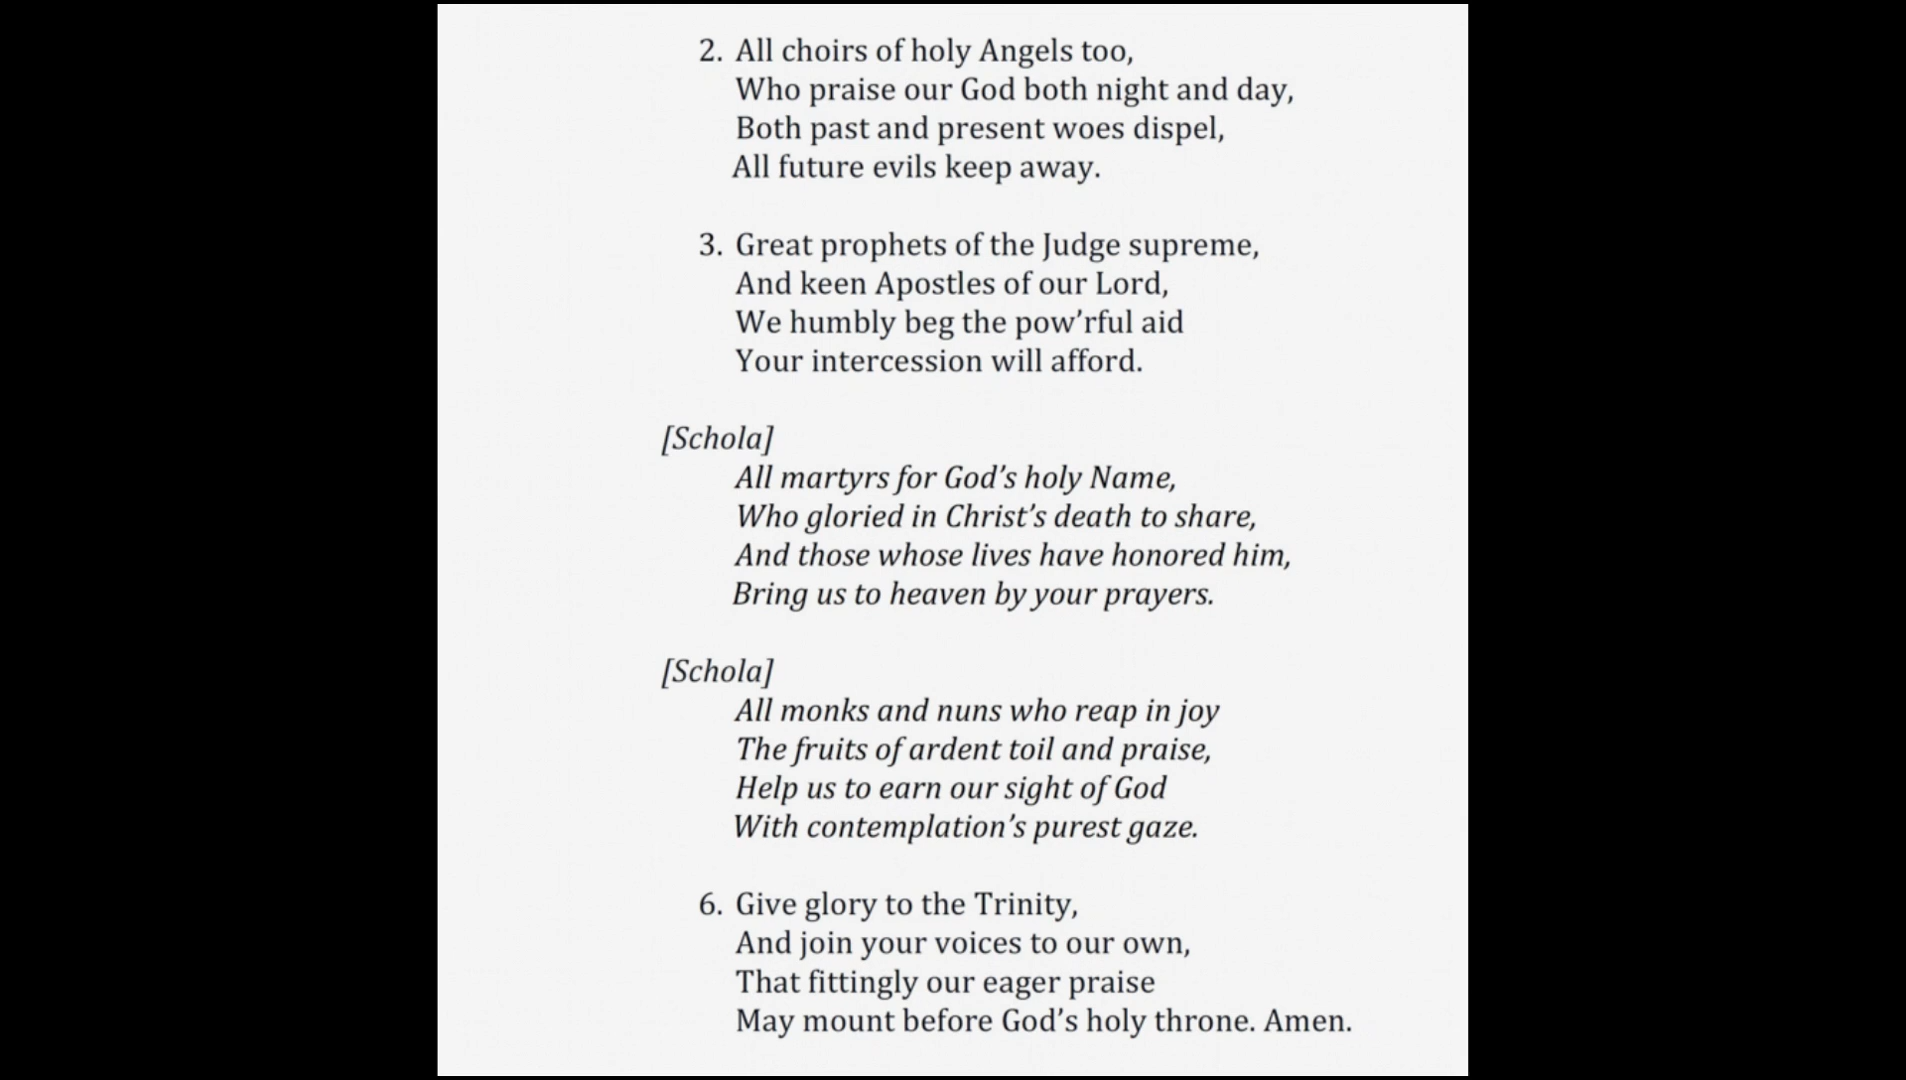 2. All choirs of holy Angels too,
Who praise our God both night and day,
Both past and present woes dispel,
All future evils keep away.
3. Great prophets of the Judge supreme,
And keen Apostles of our Lord,
We humbly beg the pow’rful aid
Your intercession will afford.
[Schola]
All martyrs for God’s holy Name,
Who gloried in Christ’s death to share,
And those whose lives have honored him,
Bring us to heaven by your prayers.
[Schola]
All monks and nuns who reap in joy
The fruits of ardent toil and praise,
Help us to earn our sight of God
With contemplation’s purest gaze.
6. Give glory to the Trinity,
And join your voices to our own,
That fittingly our eager praise
May mount before God’s holy throne. Amen.